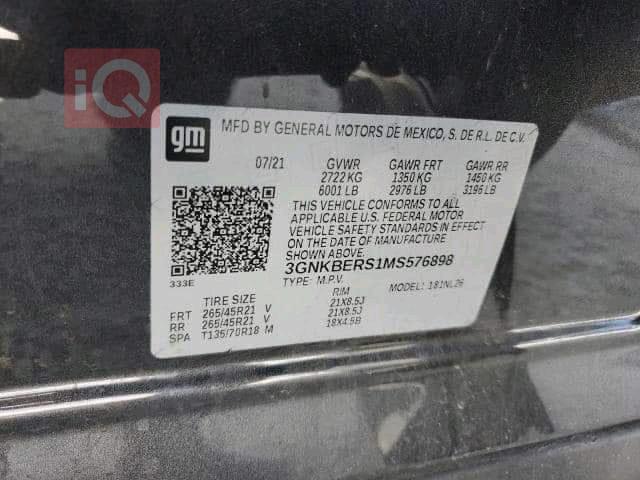 iQ
gm
MFD BY GENERAL MOTORS DE MEXICO, S. DE R.L. DE C.V.
07/21 GVWR GAWR FRT GAWR RR
2722 KG 1350 KG 1450 KG
6001 LB 2976 LB 3196 LB
THIS VEHICLE CONFORMS TO ALL
APPLICABLE U.S. FEDERAL MOTOR
VEHICLE SAFETY STANDARDS IN EFFECT
ON THE DATE OF MANUFACTURE
333E 3GNKBERS1MS576898
TYPE: M.P.V. MODEL: 181NL26
TIRE SIZE RIM
FRT 265/45R21 V 21X8.5J
RR 265/45R21 V 21X8.5J
SPA T135/70R18 M 18X4.5B